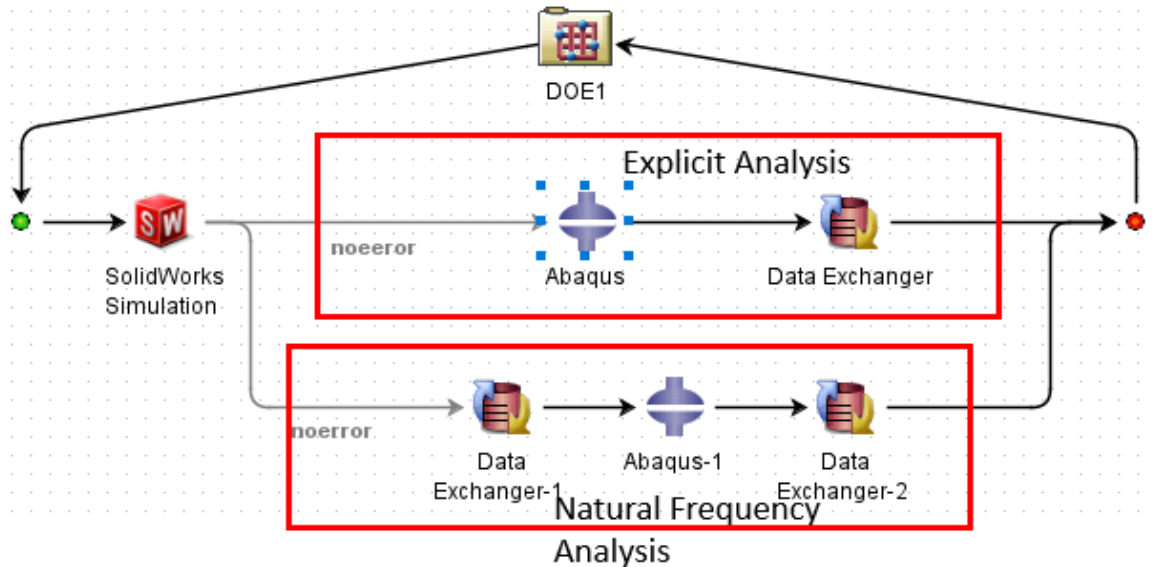 DOE1
Explicit Analysis
SW
noeeror
SolidWorks
Simulation
Abaqus
Data Exchanger
noerror
Data
Exchanger-1
Abaqus-1
Data
Exchanger-2
Natural Frequency
Analysis